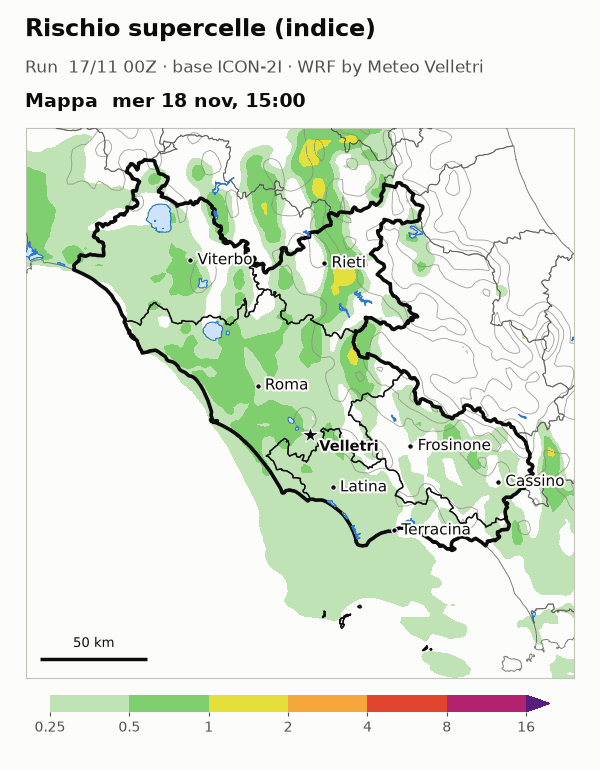 Rischio supercelle (indice)
Run  17/11 00Z · base ICON-2I · WRF by Meteo Velletri
Mappa  mer 18 nov, 15:00
Viterbo
Rieti
Roma
Velletri
Frosinone
Cassino
Latina
Terracina
50 km
0.25 0.5 1 2 4 8 16